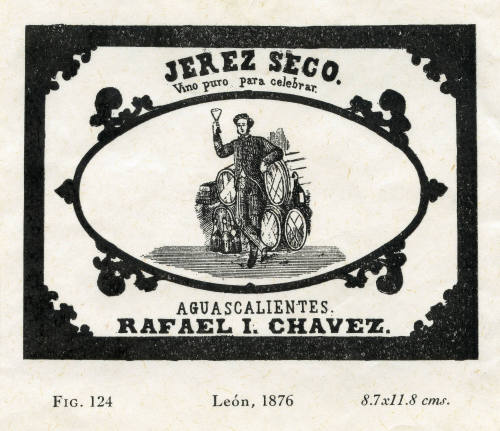 JEREZ SECO.
Vino puro para celebrar.
AGUASCALIENTES.
RAFAEL I. CHAVEZ.
FIG. 124 León, 1876 8.7x11.8 cms.